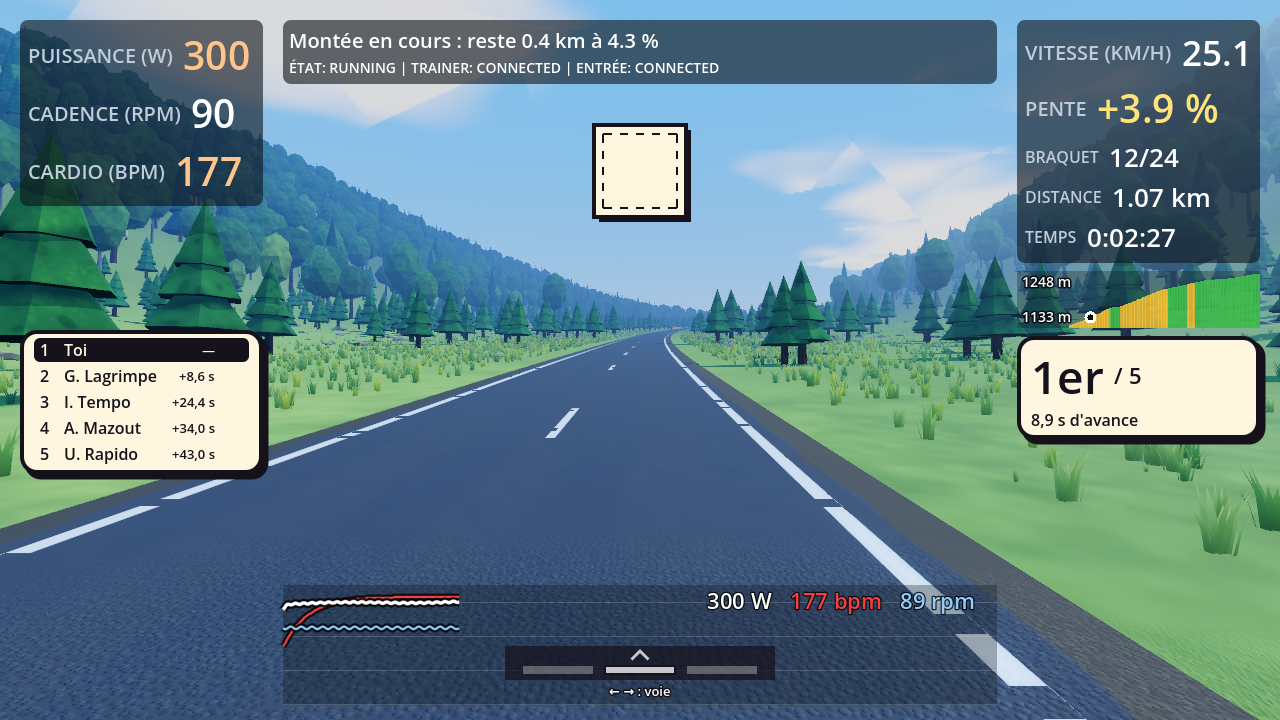 PUISSANCE (W) 300
CADENCE (RPM) 90
CARDIO (BPM) 177
Montée en cours : reste 0.4 km à 4.3 %
ÉTAT: RUNNING | TRAINER: CONNECTED | ENTRÉE: CONNECTED
VITESSE (KM/H) 25.1
PENTE +3.9 %
BRAQUET 12/24
DISTANCE 1.07 km
TEMPS 0:02:27
1248 m
1133 m
1 Toi —
2 G. Lagrimpe +8,6 s
3 I. Tempo +24,4 s
4 A. Mazout +34,0 s
5 U. Rapido +43,0 s
1er / 5
8,9 s d'avance
300 W 177 bpm 89 rpm
← → : voie